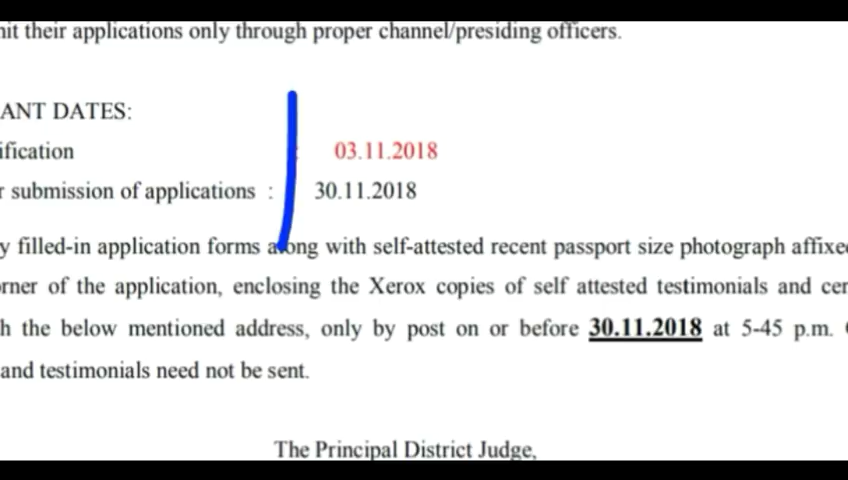 nit their applications only through proper channel/presiding officers.
ANT DATES:
ification : 03.11.2018
r submission of applications : 30.11.2018
y filled-in application forms along with self-attested recent passport size photograph affixed
rner of the application, enclosing the Xerox copies of self attested testimonials and cer
h the below mentioned address, only by post on or before 30.11.2018 at 5-45 p.m.
and testimonials need not be sent.
The Principal District Judge,